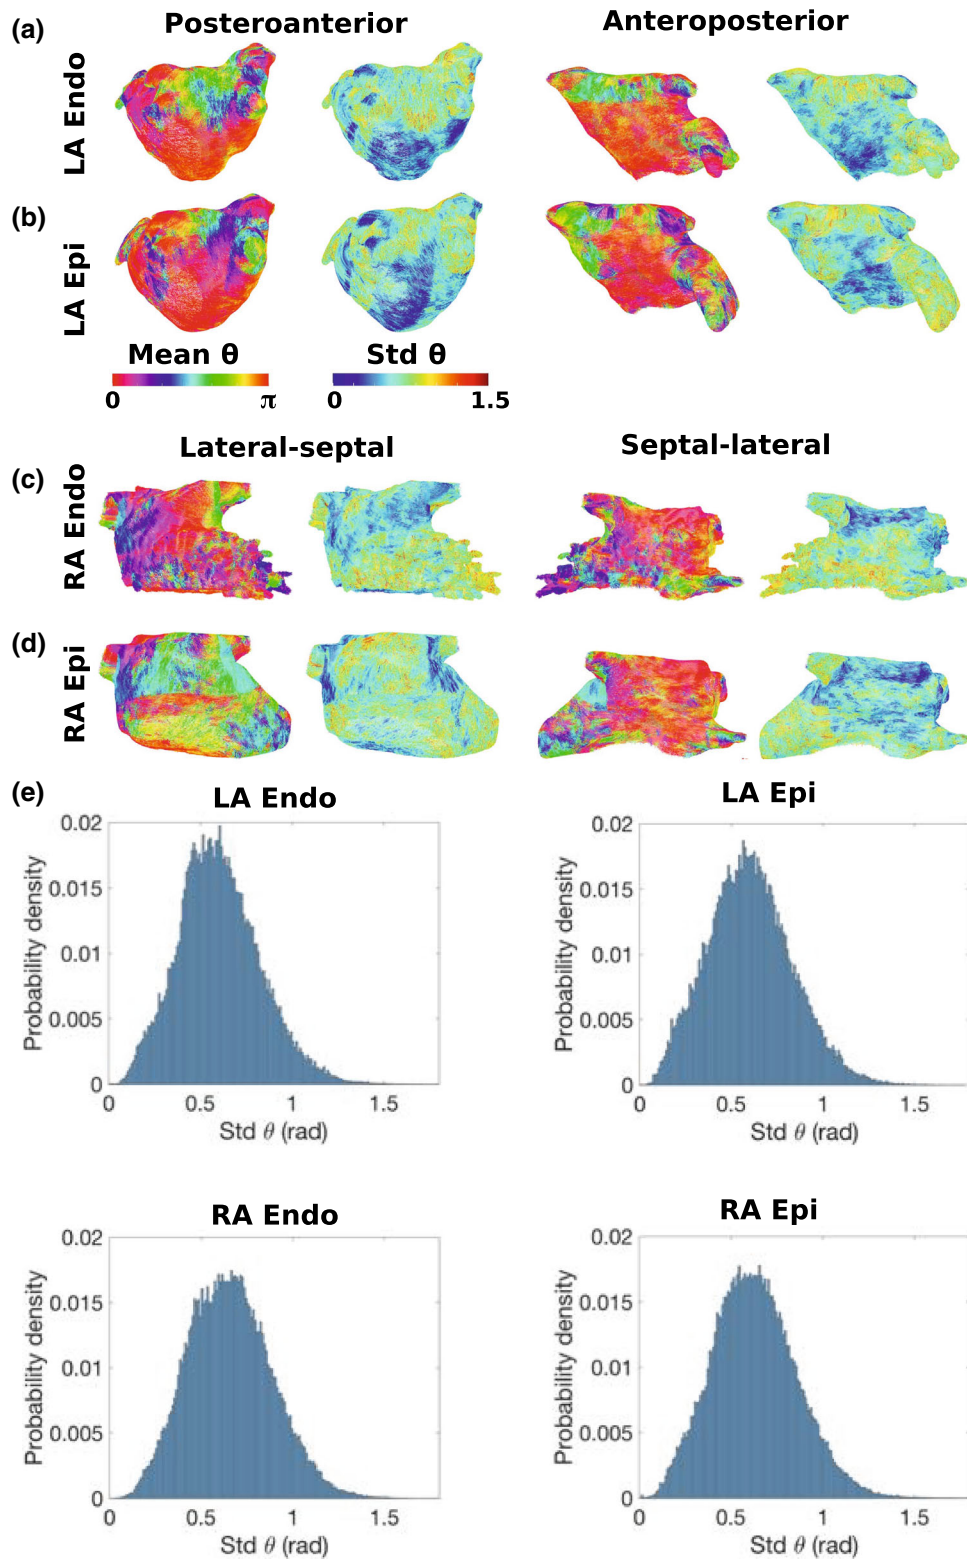 (a)
Posteroanterior
Anteroposterior
LA Endo
(b)
LA Epi
Mean θ
Std θ
0
π
0
1.5
Lateral-septal
Septal-lateral
(c)
RA Endo
(d)
RA Epi
(e)
LA Endo
LA Epi
0.02
0.015
0.01
0.005
0
Probability density
0
0.5
1
1.5
Std θ (rad)
0.02
0.015
0.01
0.005
0
Probability density
0
0.5
1
1.5
Std θ (rad)
RA Endo
RA Epi
0.02
0.015
0.01
0.005
0
Probability density
0
0.5
1
1.5
Std θ (rad)
0.02
0.015
0.01
0.005
0
Probability density
0
0.5
1
1.5
Std θ (rad)